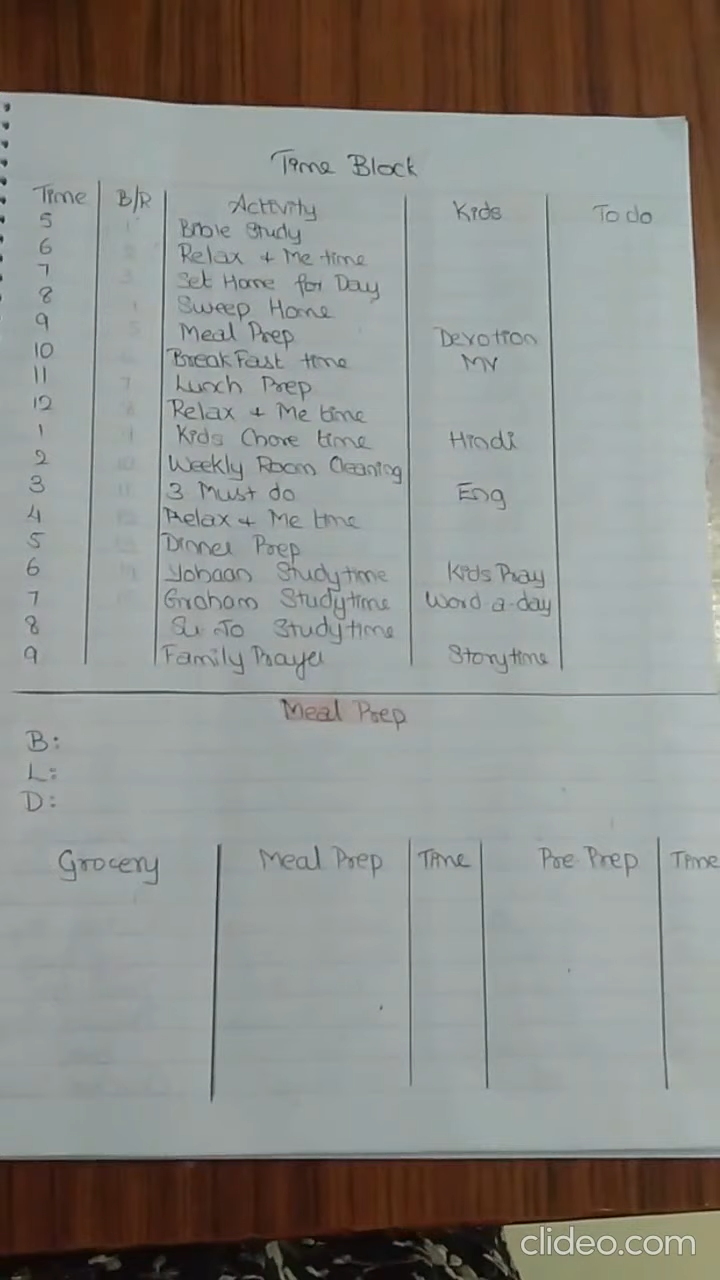 Time Block
Time B/R Activity Kids To do
5 Bible Study
6 Relax + Me time
7 Set Home for Day
8 Sweep Home
9 Meal Prep Devotion
10 BreakFast time MV
11 Lunch Prep
12 Relax + Me time
1 Kids Chore time Hindi
2 Weekly Room Cleaning
3 3 Must do Eng
4 Relax + Me time
5 Dinner Prep
6 Yohaan Study time Kids Pray
7 Graham Study time Word a-day
8 Su Jo Study time
9 Family Prayer Story time
Meal Prep
B:
L:
D:
Grocery Meal Prep Time Pre Prep Time
clideo.com